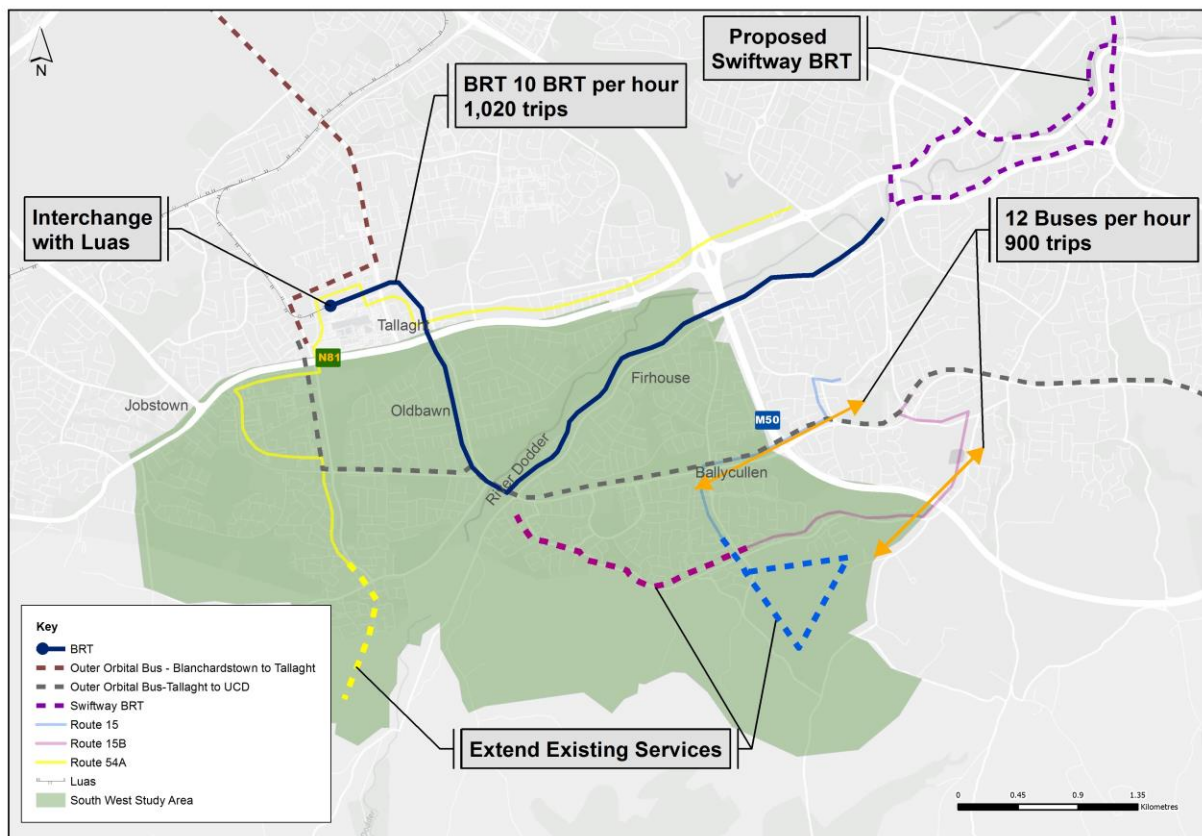 N
Proposed
Swiftway BRT
BRT 10 BRT per hour
1,020 trips
Interchange
with Luas
12 Buses per hour
900 trips
Tallaght
N81
Jobstown
Firhouse
Oldbawn
M50
River Dodder
Ballycullen
Extend Existing Services
Key
BRT
Outer Orbital Bus - Blanchardstown to Tallaght
Outer Orbital Bus-Tallaght to UCD
Swiftway BRT
Route 15
Route 15B
Route 54A
Luas
South West Study Area
0 0.45 0.9 1.35
Kilometres